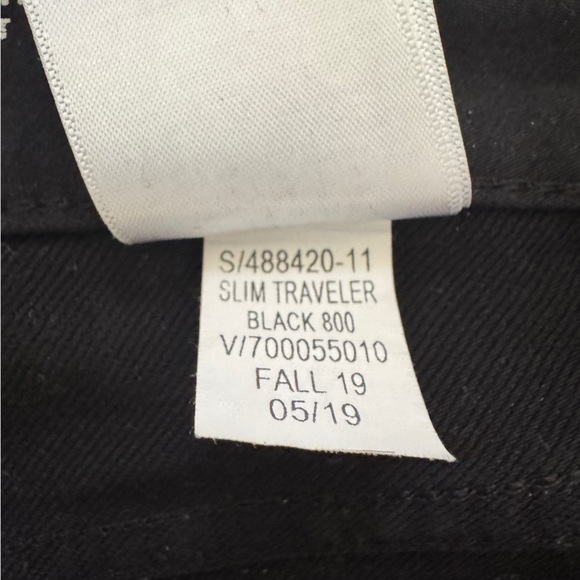 S/488420-11
SLIM TRAVELER
BLACK 800
V/700055010
FALL 19
05/19